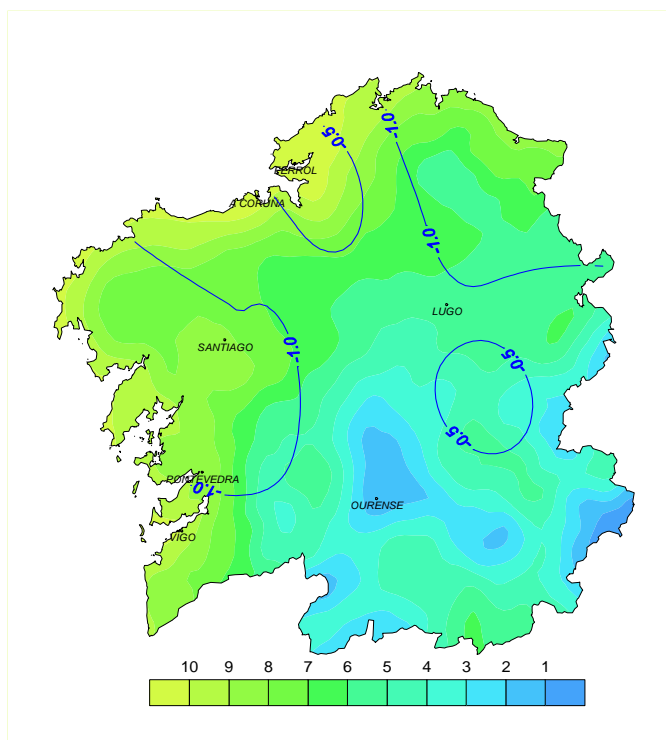 -1.0
-0.5
FERROL
A CORUNA
-1.0
LUGO
SANTIAGO
-1.0
-0.5
-0.5
PONTEVEDRA
-1.0
OURENSE
VIGO
10 9 8 7 6 5 4 3 2 1